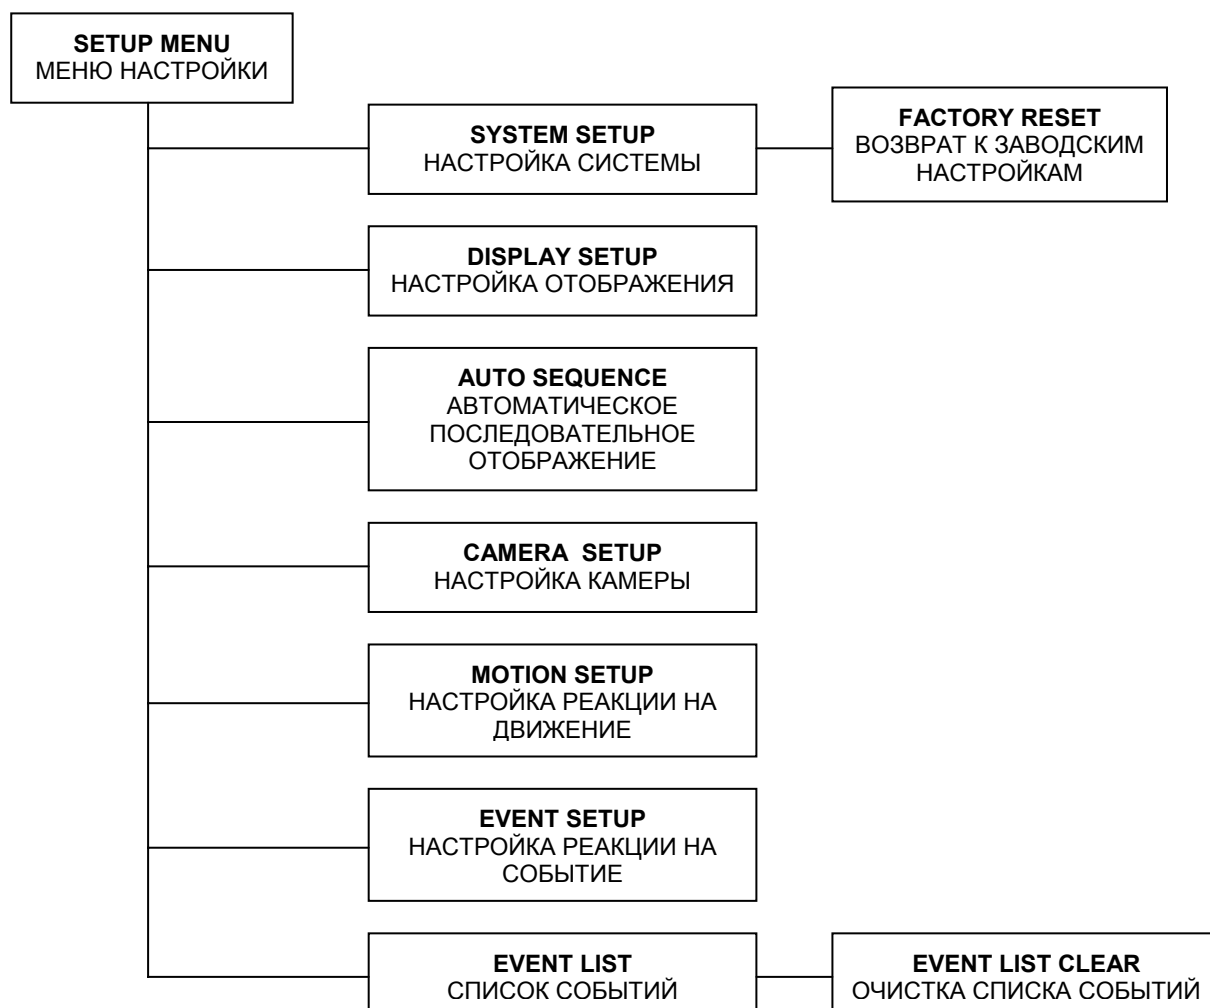 SETUP MENU
МЕНЮ НАСТРОЙКИ
SYSTEM SETUP
НАСТРОЙКА СИСТЕМЫ
FACTORY RESET
ВОЗВРАТ К ЗАВОДСКИМ
НАСТРОЙКАМ
DISPLAY SETUP
НАСТРОЙКА ОТОБРАЖЕНИЯ
AUTO SEQUENCE
АВТОМАТИЧЕСКОЕ
ПОСЛЕДОВАТЕЛЬНОЕ
ОТОБРАЖЕНИЕ
CAMERA SETUP
НАСТРОЙКА КАМЕРЫ
MOTION SETUP
НАСТРОЙКА РЕАКЦИИ НА
ДВИЖЕНИЕ
EVENT SETUP
НАСТРОЙКА РЕАКЦИИ НА
СОБЫТИЕ
EVENT LIST
СПИСОК СОБЫТИЙ
EVENT LIST CLEAR
ОЧИСТКА СПИСКА СОБЫТИЙ